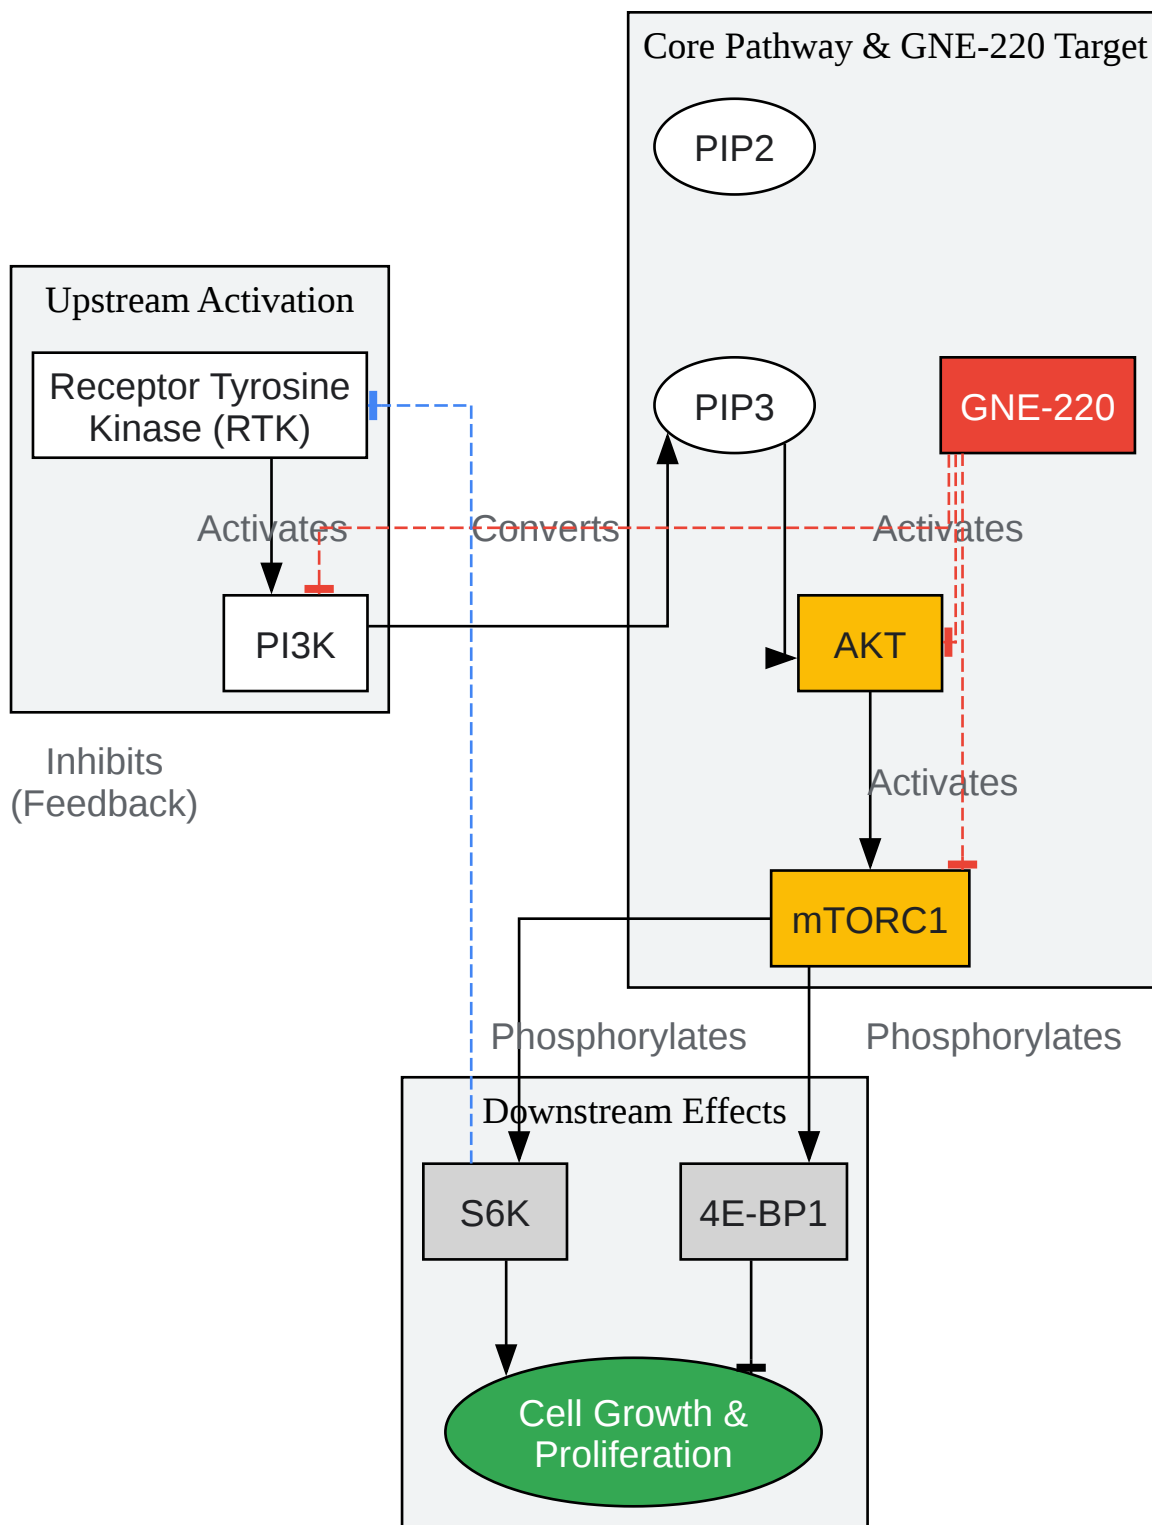 Core Pathway & GNE-220 Target
PIP2
Upstream Activation
Receptor Tyrosine
Kinase (RTK)
PIP3
GNE-220
Activates
Converts
Activates
PI3K
AKT
Inhibits
(Feedback)
Activates
mTORC1
Phosphorylates
Phosphorylates
Downstream Effects
S6K
4E-BP1
Cell Growth &
Proliferation